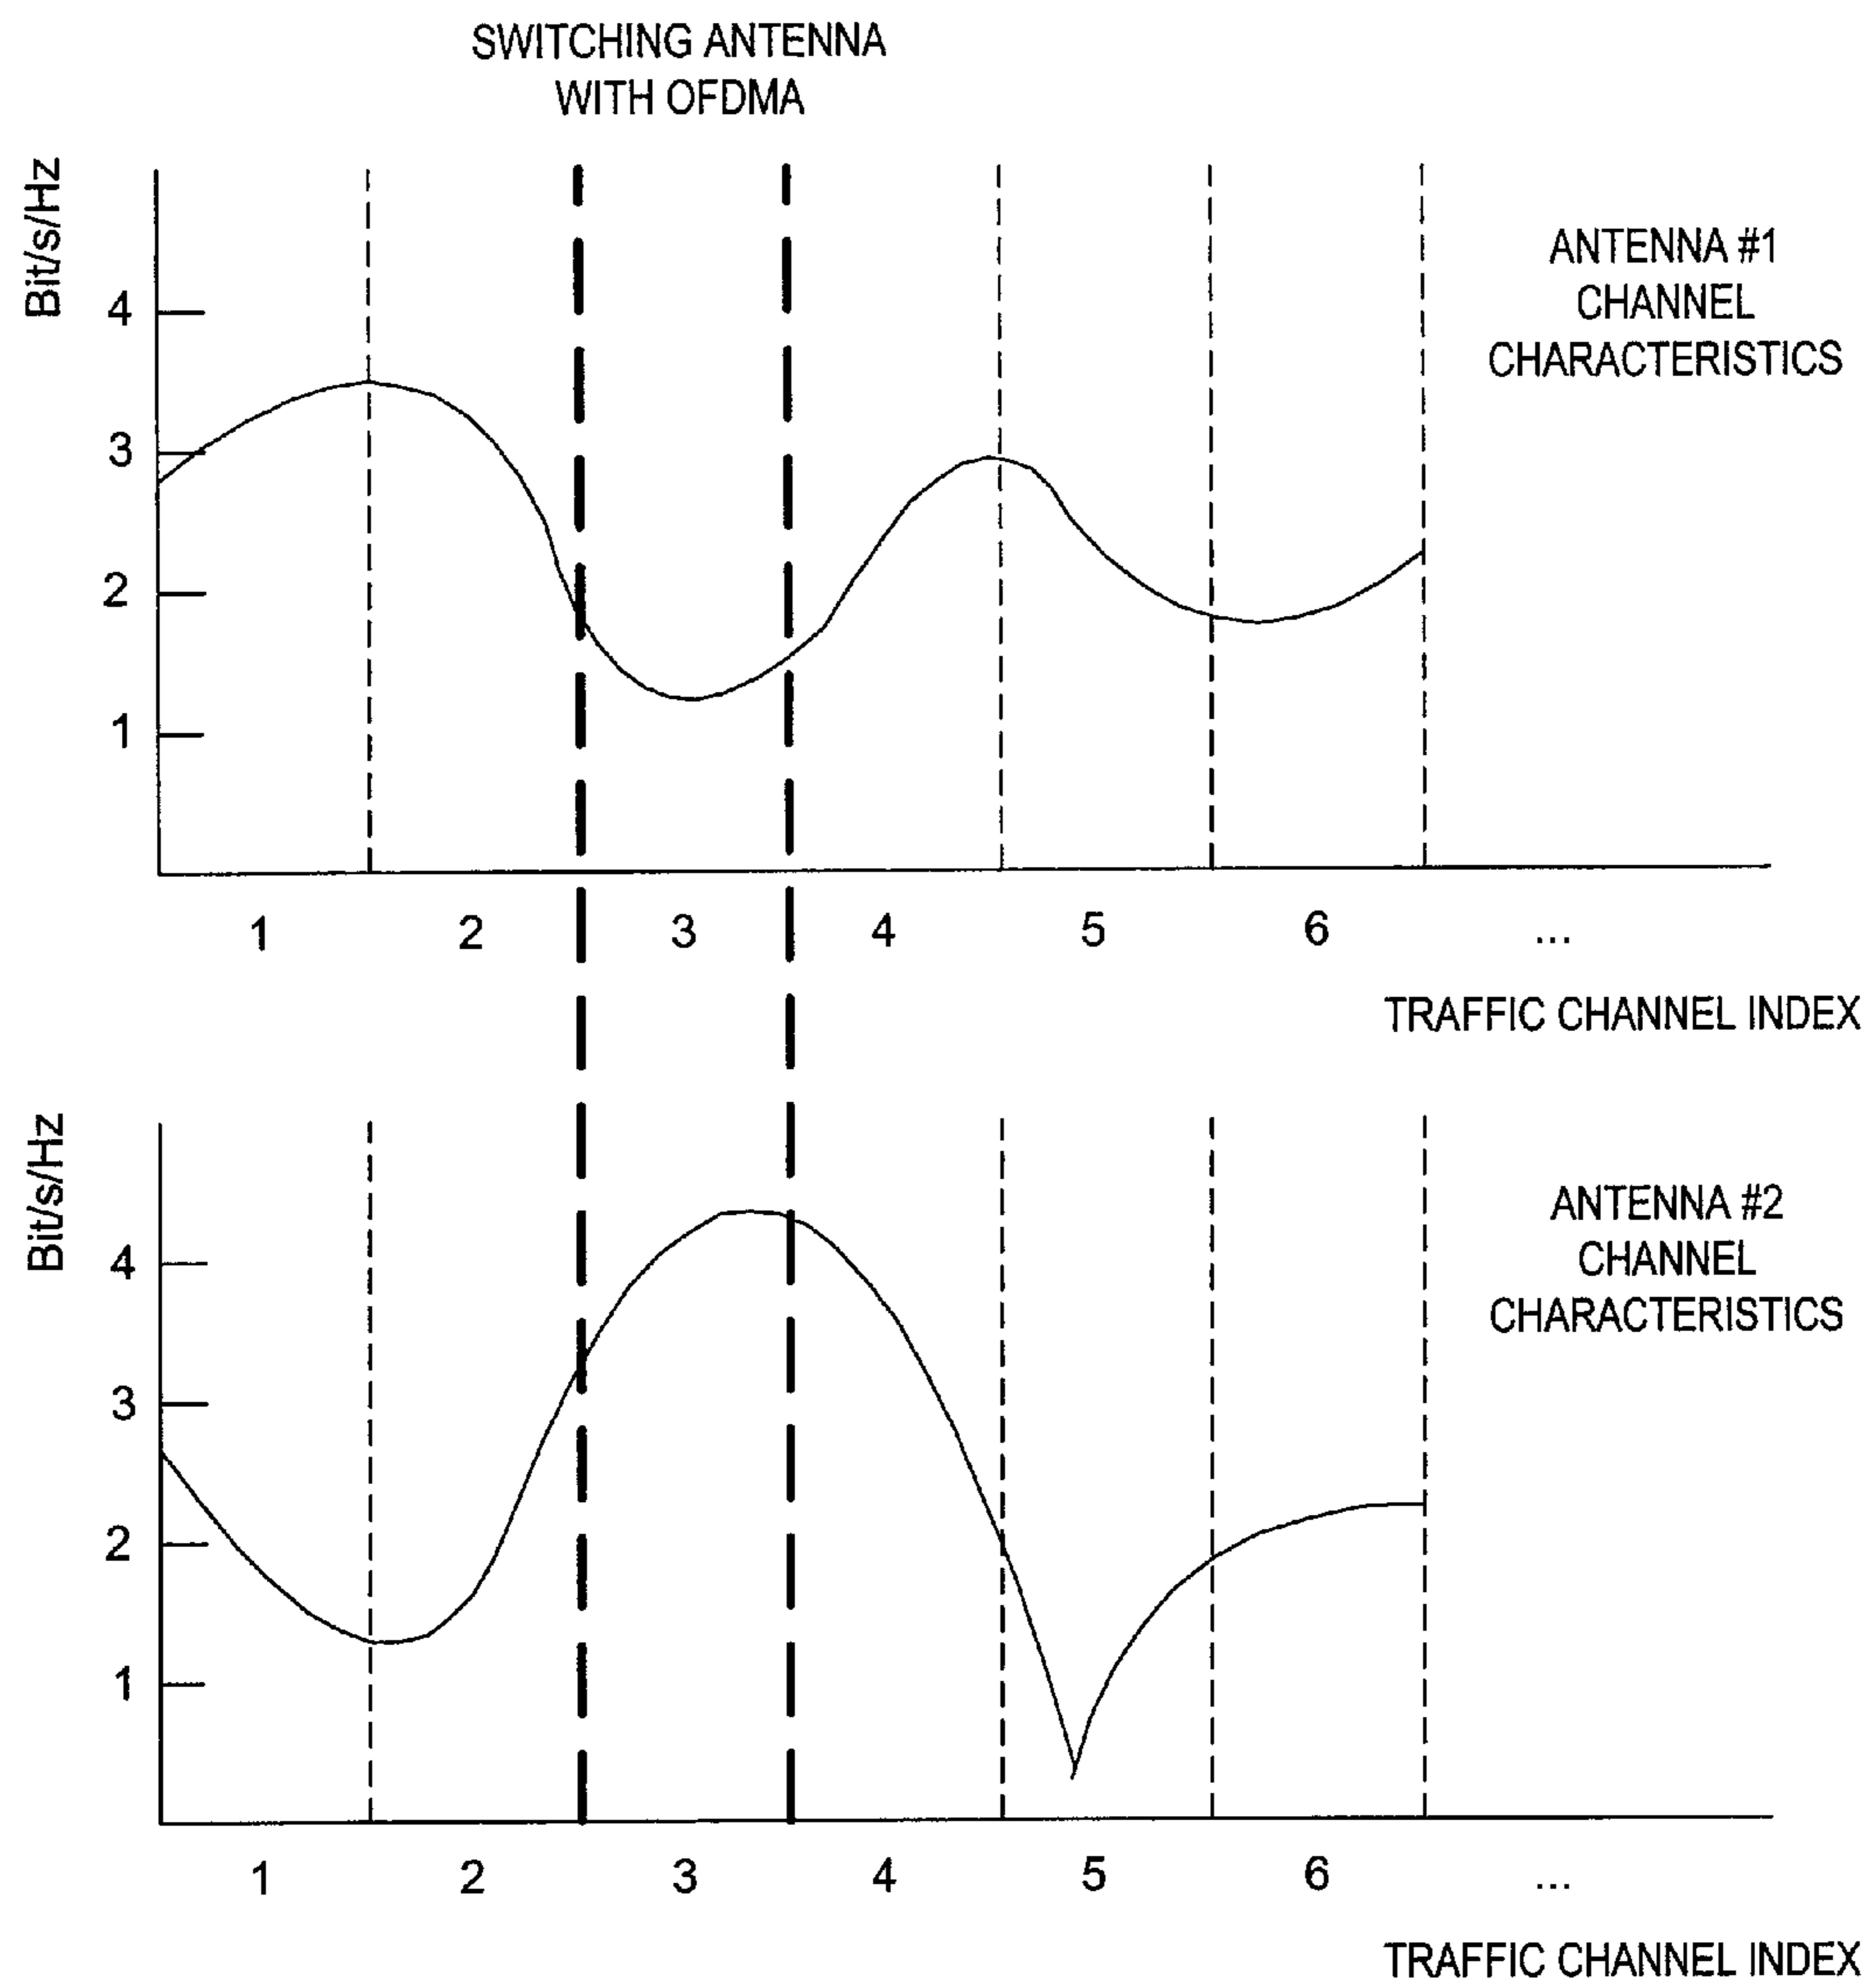 SWITCHING ANTENNA
WITH OFDMA
Bit/s/Hz
4
3
2
1
ANTENNA #1
CHANNEL
CHARACTERISTICS
1 2 3 4 5 6 ...
TRAFFIC CHANNEL INDEX
Bit/s/Hz
4
3
2
1
ANTENNA #2
CHANNEL
CHARACTERISTICS
1 2 3 4 5 6 ...
TRAFFIC CHANNEL INDEX